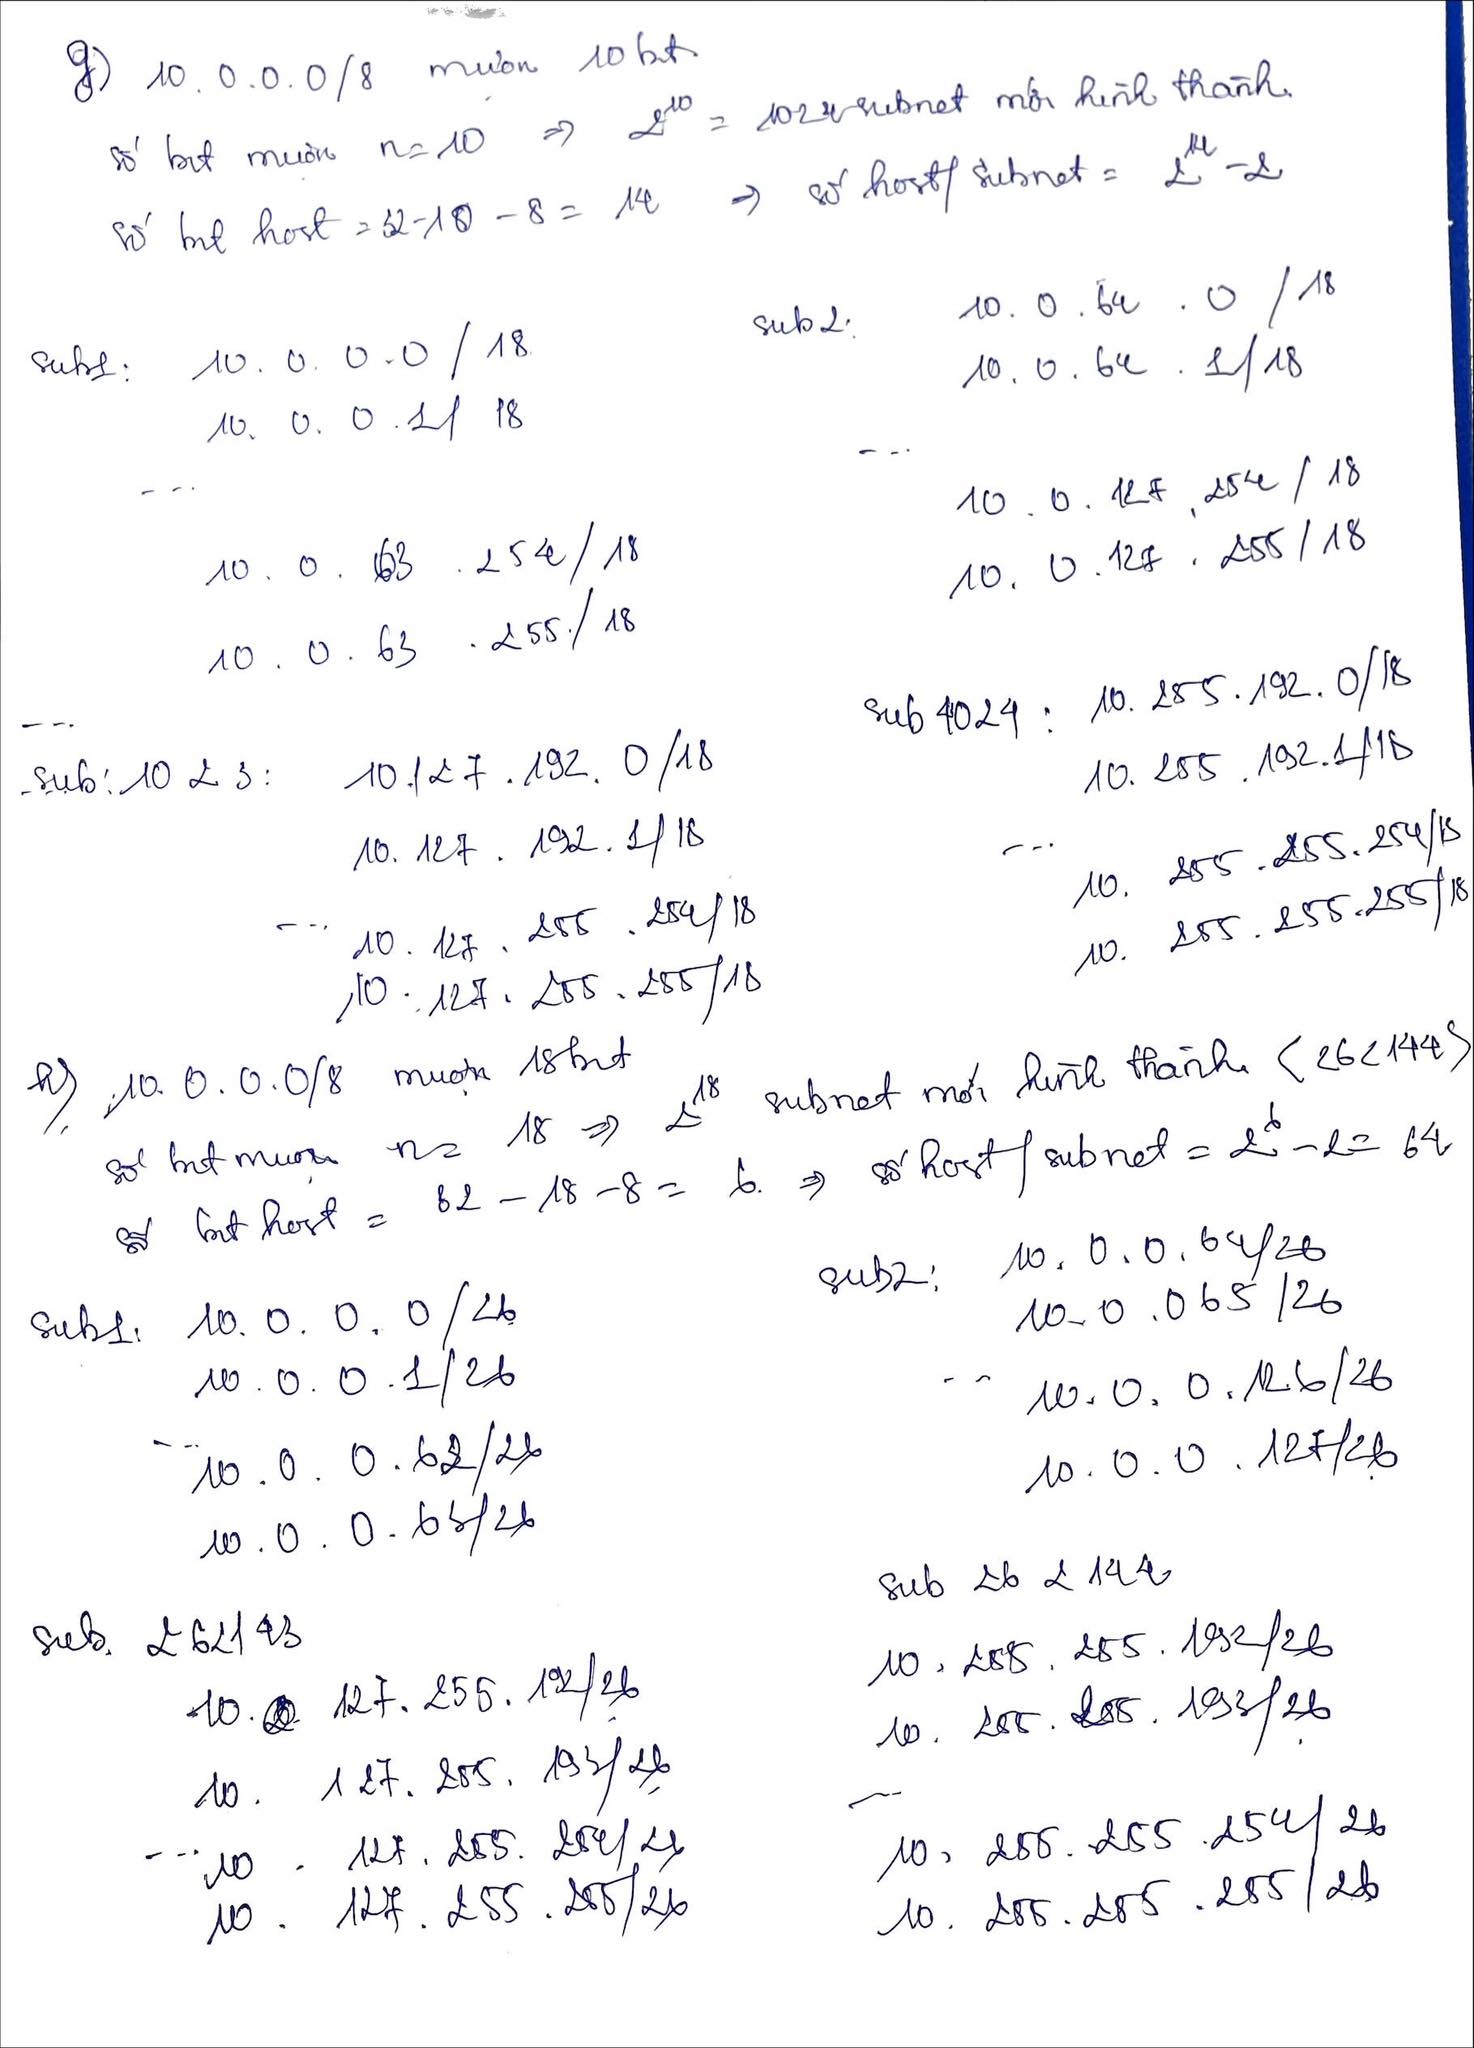 g) 10.0.0.0/8 mượn 10 bit
số bit mượn n=10 ⇒ 2^10 = 1024 subnet mới hình thành.
số bit host = 32-10-8 = 14 ⇒ số host/subnet = 2^14 - 2
sub1: 10.0.0.0/18
10.0.0.1/18
---
10.0.63.254/18
10.0.63.255/18
sub2: 10.0.64.0/18
10.0.64.1/18
---
10.0.127.254/18
10.0.127.255/18
---
sub: 1023: 10.127.192.0/18
10.127.192.1/18
---
10.127.255.254/18
10.127.255.255/18
sub 1024: 10.255.192.0/18
10.255.192.1/18
---
10.255.255.254/18
10.255.255.255/18
h) 10.0.0.0/8 mượn 18 bit
số bit mượn n= 18 ⇒ 2^18 subnet mới hình thành (262144)
số bit host = 32 - 18 - 8 = 6. ⇒ số host/subnet = 2^6 - 2 = 64
sub1. 10.0.0.0/26
10.0.0.1/26
---
10.0.0.62/26
10.0.0.63/26
sub2: 10.0.0.64/26
10.0.065/26
--
10.0.0.126/26
10.0.0.127/26
sub. 262143
10. 127.255.192/26
10. 127.255.193/26
---
10. 127.255.254/26
10. 127.255.255/26
sub 262144
10.255.255.192/26
10.255.255.193/26
---
10.255.255.254/26
10.255.255.255/26